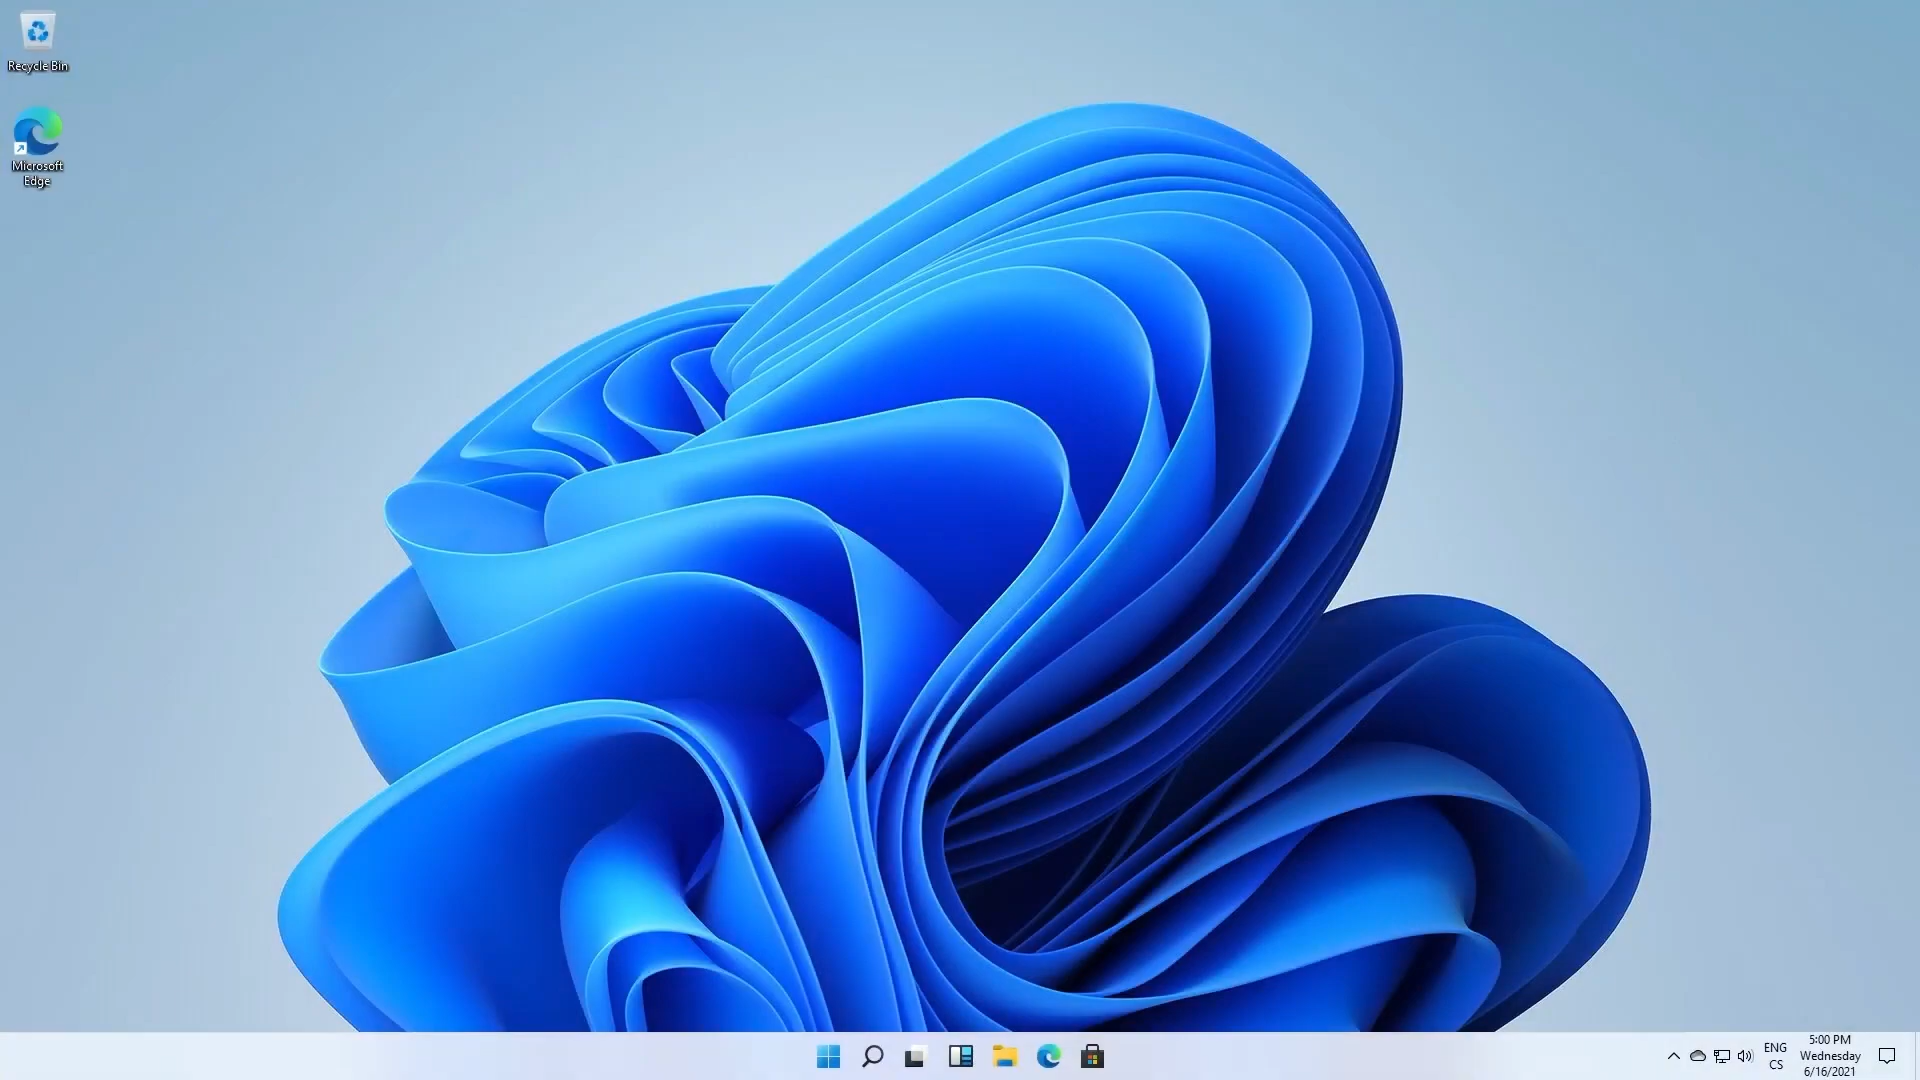 Recycle Bin
Microsoft
Edge
ENG
CS
5:00 PM
Wednesday
6/16/2021